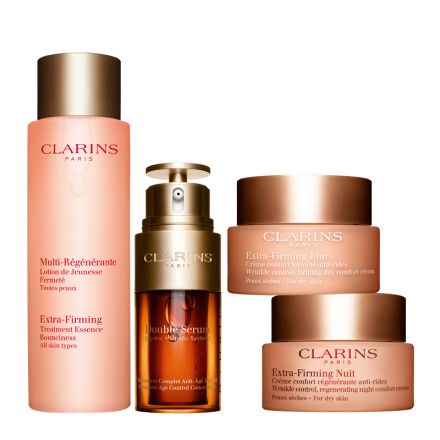 CLARINS
PARIS
Multi-Régénérante
Lotion de Jeunesse
Fermeté
Toutes peaux
Extra-Firming
Treatment Essence
Bounciness
All skin types
CLARINS
PARIS
Double Serum
CLARINS
PARIS
Extra-Firming Jour
Crème confort fermeté anti-rides
Wrinkle control, firming day comfort cream
Peaux sèches - For dry skin
CLARINS
PARIS
Extra-Firming Nuit
Crème confort régénérante anti-rides
Wrinkle control, regenerating night comfort cream
Peaux sèches - For dry skin